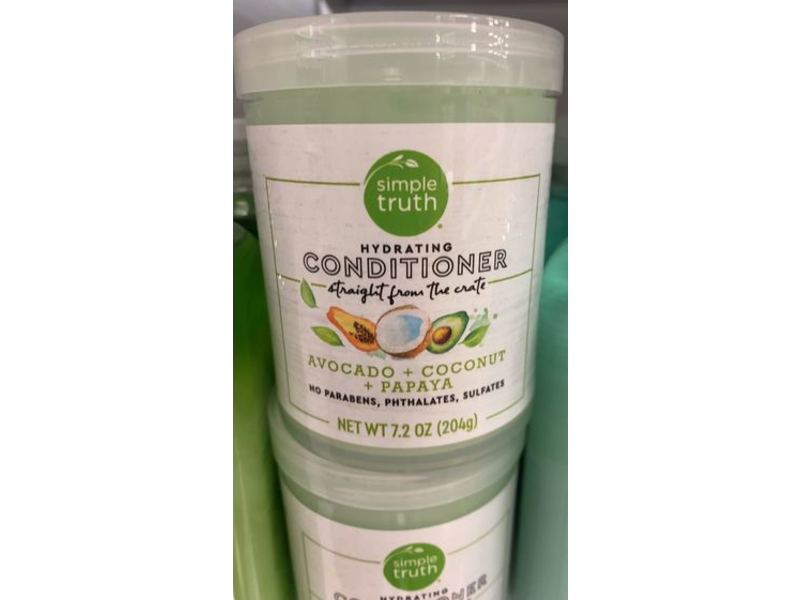 simple
truth
HYDRATING
CONDITIONER
straight from the crate
AVOCADO + COCONUT
+ PAPAYA
NO PARABENS, PHTHALATES, SULFATES
NET WT 7.2 OZ (204g)
simple
truth
HYDRATING
CONDITIONER